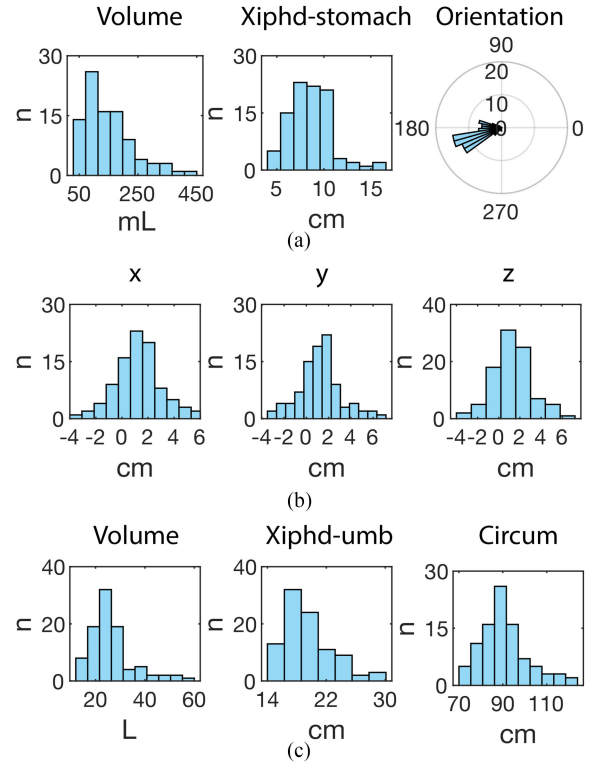 Volume Xiphd-stomach Orientation
30 30 90
20
n 15 n 15 10
180 0 0
0 0
50 250 450 5 10 15 270
mL cm
(a)
x y z
30 30 40
n 15 n 15 n 20
0 0 0
-4 -2 0 2 4 6 -4 -2 0 2 4 6 -4 -2 0 2 4 6
cm cm cm
(b)
Volume Xiphd-umb Circum
40 40 30
n 20 n 20 n 15
0 0 0
20 40 60 14 22 30 70 90 110
L cm cm
(c)